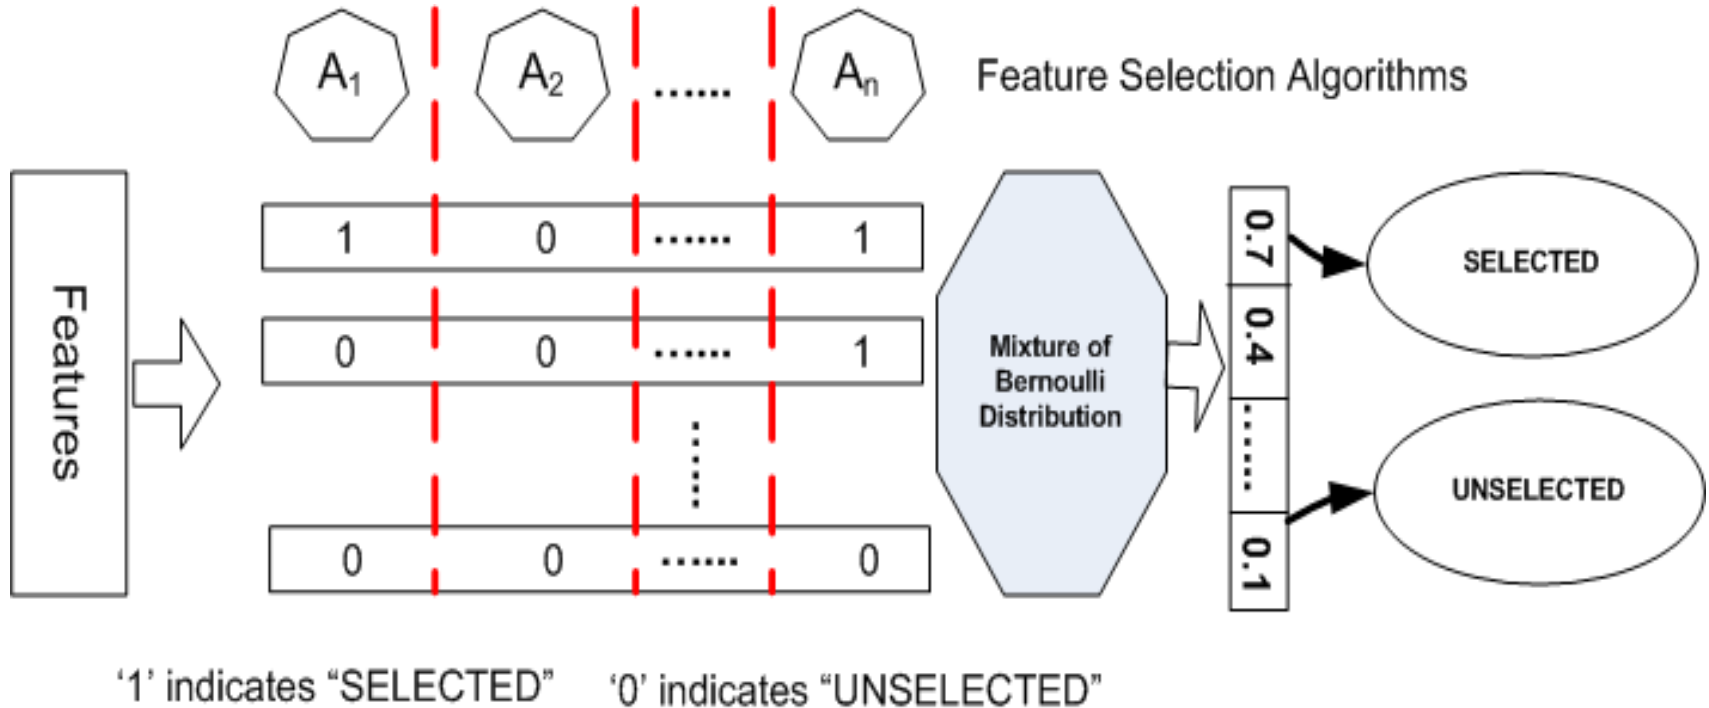 A1 A2 ....... An Feature Selection Algorithms
Features
1 0 ....... 1
0 0 ....... 1
0 0 ....... 0
Mixture of
Bernoulli
Distribution
0.7
0.4
.......
0.1
SELECTED
UNSELECTED
‘1’ indicates “SELECTED” ‘0’ indicates “UNSELECTED”